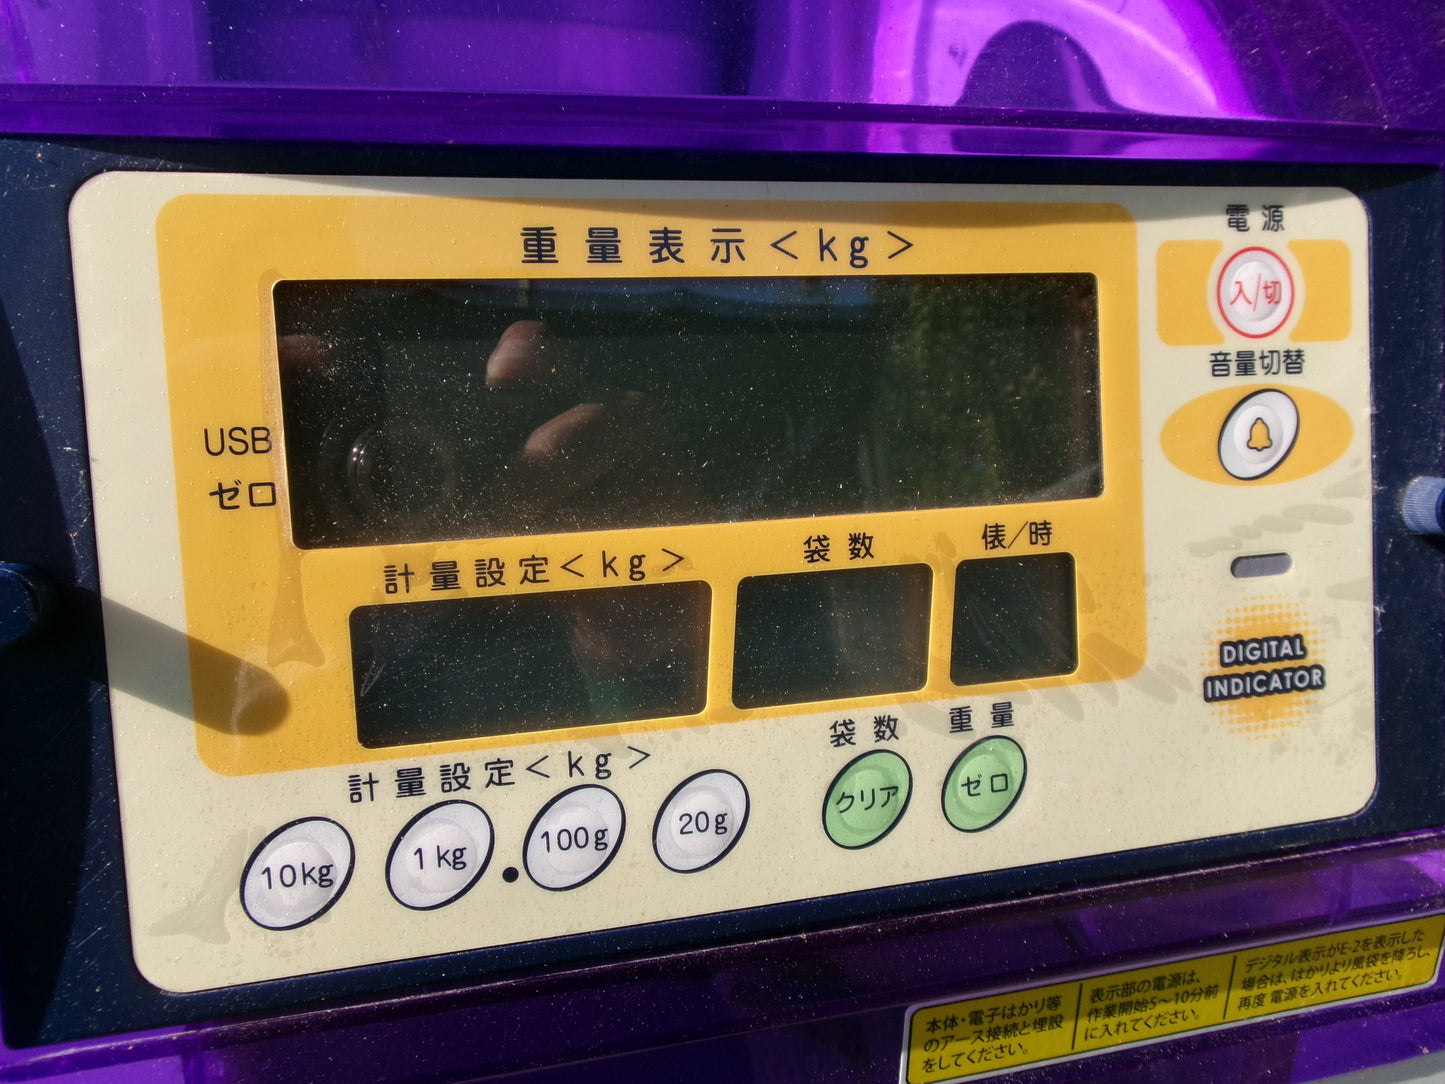 重量表示＜kg＞
電源
入/切
音量切替
USB
ゼロ
計量設定＜kg＞
袋数
俵/時
DIGITAL
INDICATOR
計量設定＜kg＞
袋数
重量
10kg
1kg
.
100g
20g
クリア
ゼロ
本体・電子はかり等
のアース接続と埋設
をしてください。
表示部の電源は、
作業開始5～10分前
に入れてください。
デジタル表示がE-2を表示した
場合は、はかりより風袋を降ろし、
再度電源を入れてください。